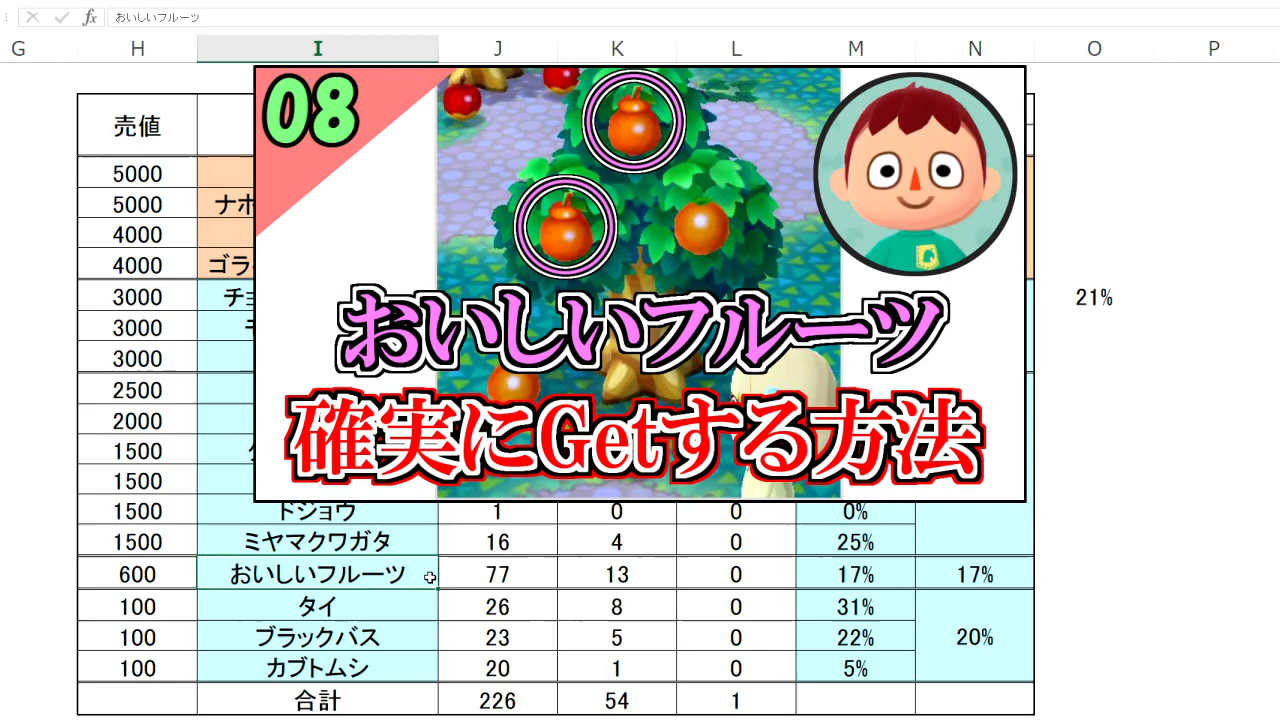 fx おいしいフルーツ
G H I J K L M N O P
売値
5000
5000 ナホ
4000
4000 ゴラ
3000 チョ 21%
3000
3000
2500
2000
1500
1500
1500 ドジョウ 1 0 0 0%
1500 ミヤマクワガタ 16 4 0 25%
600 おいしいフルーツ 77 13 0 17% 17%
100 タイ 26 8 0 31%
100 ブラックバス 23 5 0 22% 20%
100 カブトムシ 20 1 0 5%
合計 226 54 1
08
おいしいフルーツ
確実にGetする方法